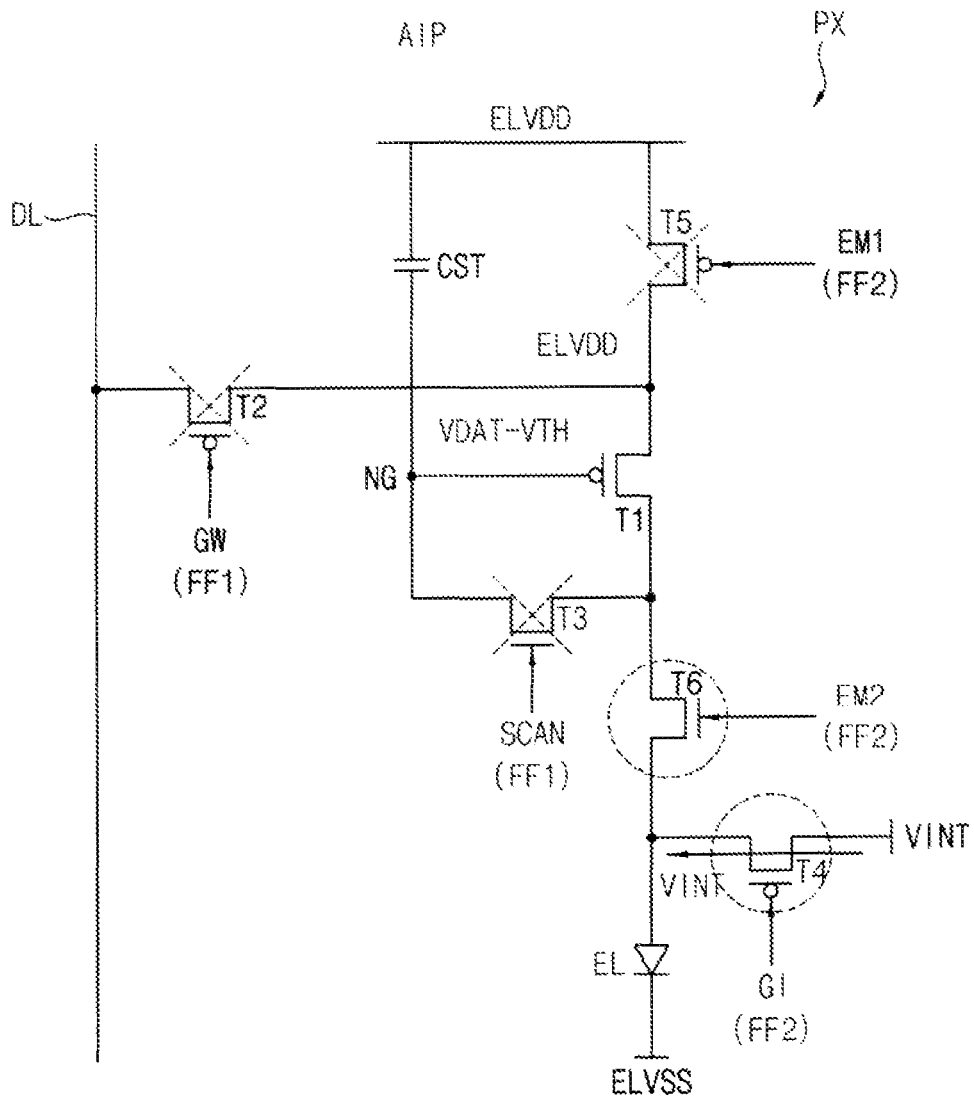 AIP
PX
ELVDD
DL
T5
EM1
(FF2)
CST
ELVDD
T2
VDAT-VTH
NG
T1
GW
(FF1)
T3
T6
EM2
(FF2)
SCAN
(FF1)
VINT
VINT
T4
EL
GI
(FF2)
ELVSS